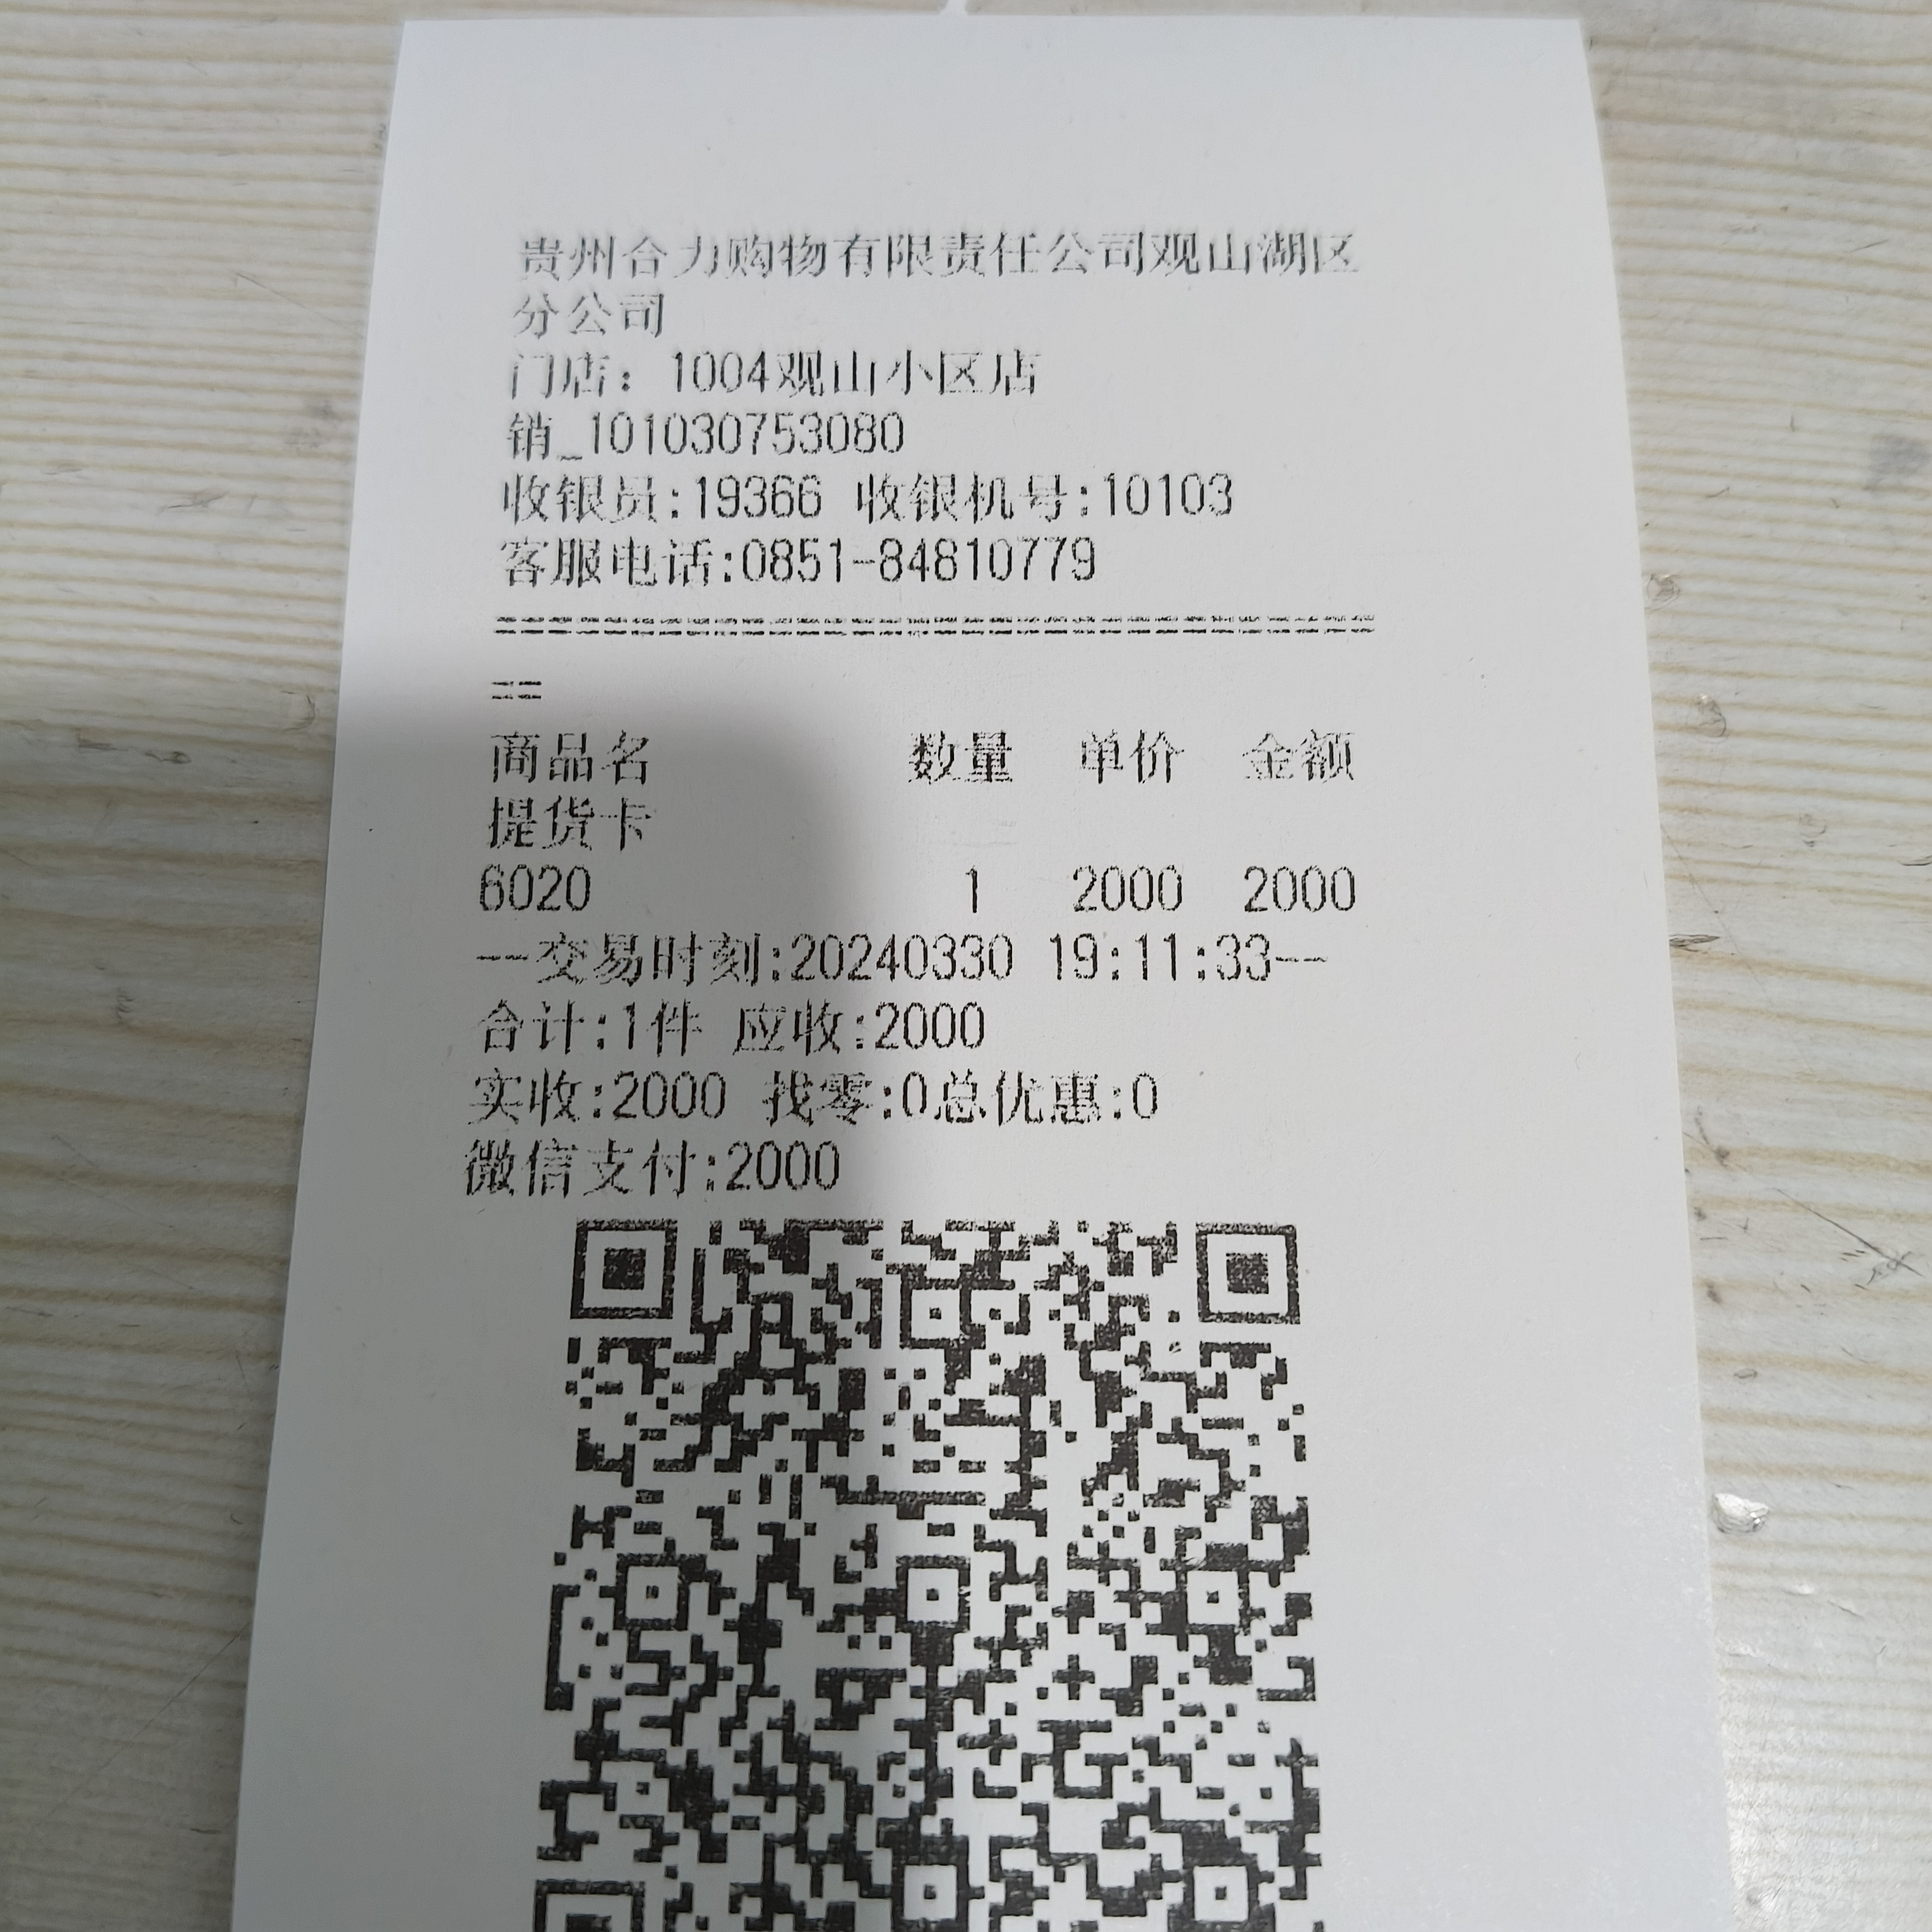 贵州合力购物有限责任公司观山湖区
分公司
门店：1004观山小区店
销_101030753080
收银员:19366 收银机号:10103
客服电话:0851-84810779
================================
==
商品名 数量 单价 金额
提货卡
6020 1 2000 2000
--交易时刻:20240330 19:11:33--
合计:1件 应收:2000
实收:2000 找零:0总优惠:0
微信支付:2000